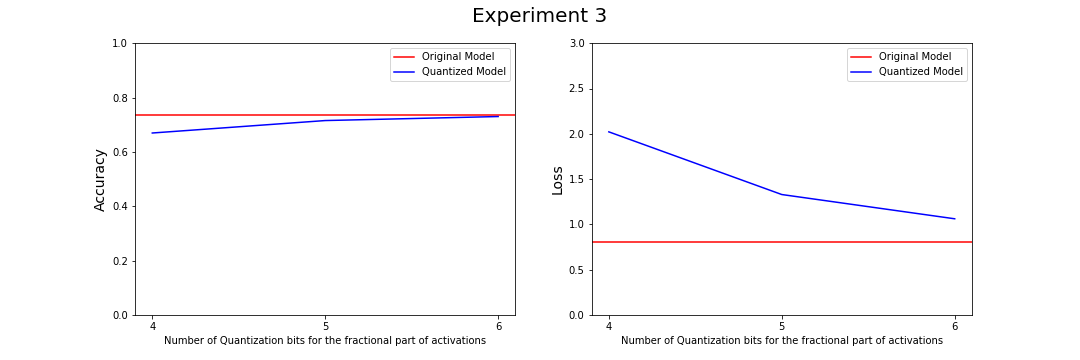 Experiment 3
1.0
0.8
0.6
0.4
0.2
0.0
Accuracy
Original Model
Quantized Model
4
5
6
Number of Quantization bits for the fractional part of activations
3.0
2.5
2.0
1.5
1.0
0.5
0.0
Loss
Original Model
Quantized Model
4
5
6
Number of Quantization bits for the fractional part of activations